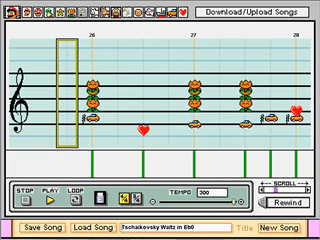 Download/Upload Songs
26 27 28
STOP PLAY LOOP TEMPO 300
SCROLL
Rewind
Save Song Load Song Tschaikovsky Waltz in Eb0 Title New Song